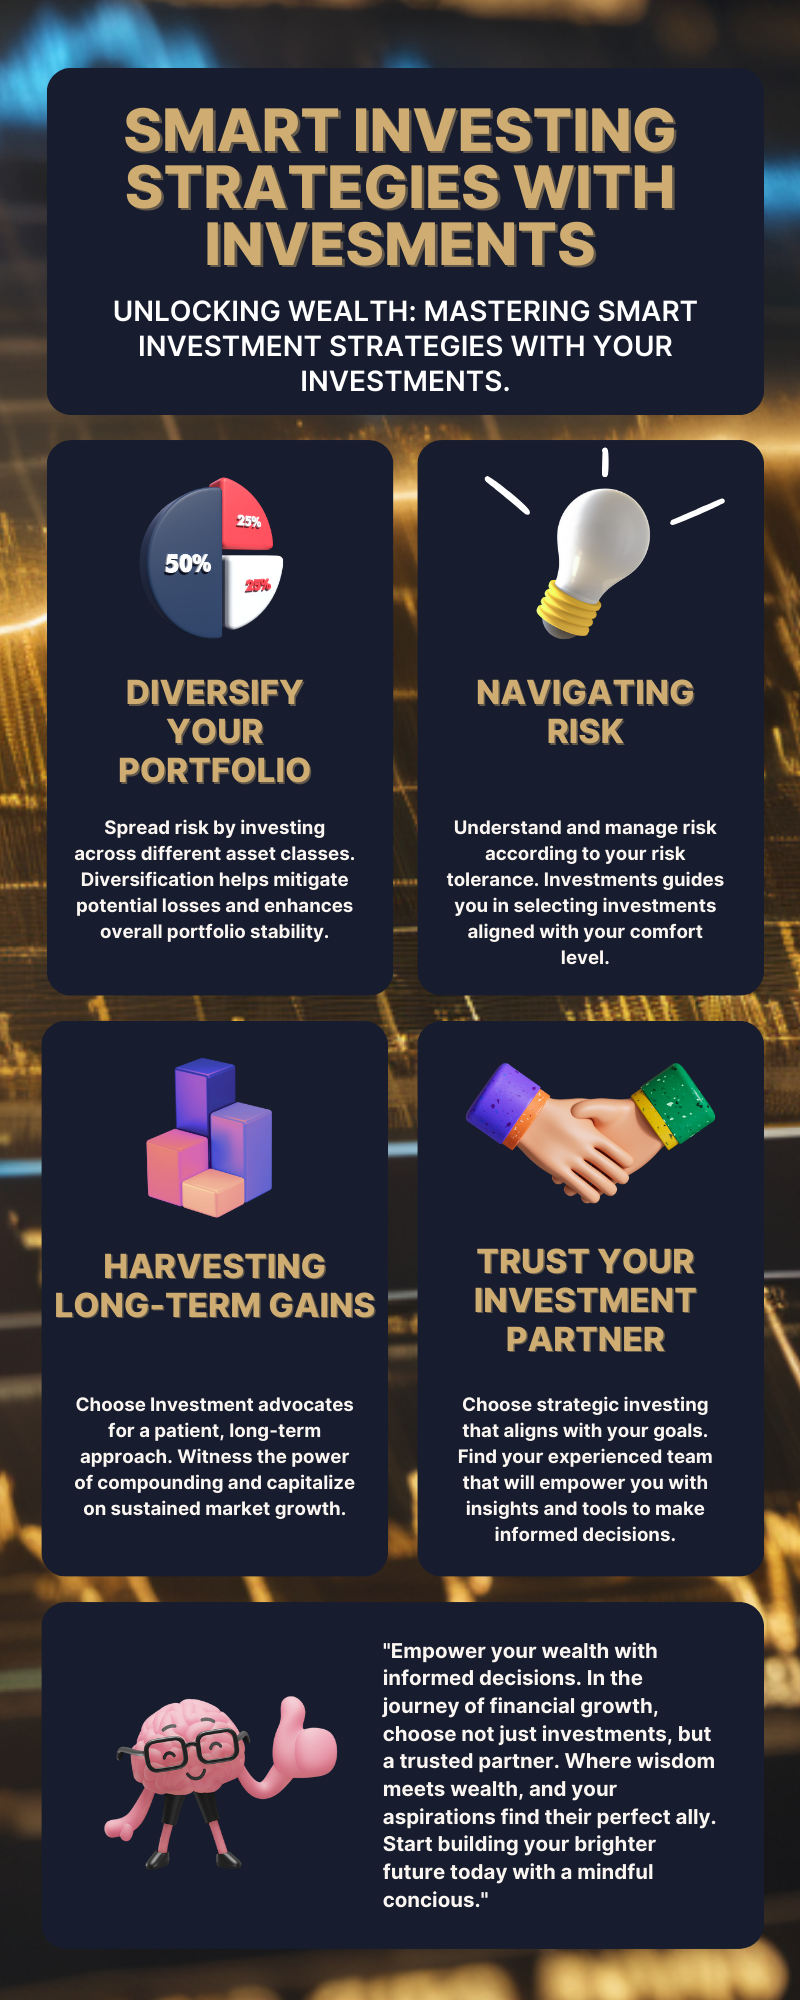 SMART INVESTING
STRATEGIES WITH
INVESMENTS
UNLOCKING WEALTH: MASTERING SMART
INVESTMENT STRATEGIES WITH YOUR
INVESTMENTS.
50%
25%
25%
DIVERSIFY
YOUR
PORTFOLIO
Spread risk by investing
across different asset classes.
Diversification helps mitigate
potential losses and enhances
overall portfolio stability.
NAVIGATING
RISK
Understand and manage risk
according to your risk
tolerance. Investments guides
you in selecting investments
aligned with your comfort
level.
HARVESTING
LONG-TERM GAINS
Choose Investment advocates
for a patient, long-term
approach. Witness the power
of compounding and capitalize
on sustained market growth.
TRUST YOUR
INVESTMENT
PARTNER
Choose strategic investing
that aligns with your goals.
Find your experienced team
that will empower you with
insights and tools to make
informed decisions.
"Empower your wealth with
informed decisions. In the
journey of financial growth,
choose not just investments, but
a trusted partner. Where wisdom
meets wealth, and your
aspirations find their perfect ally.
Start building your brighter
future today with a mindful
concious."